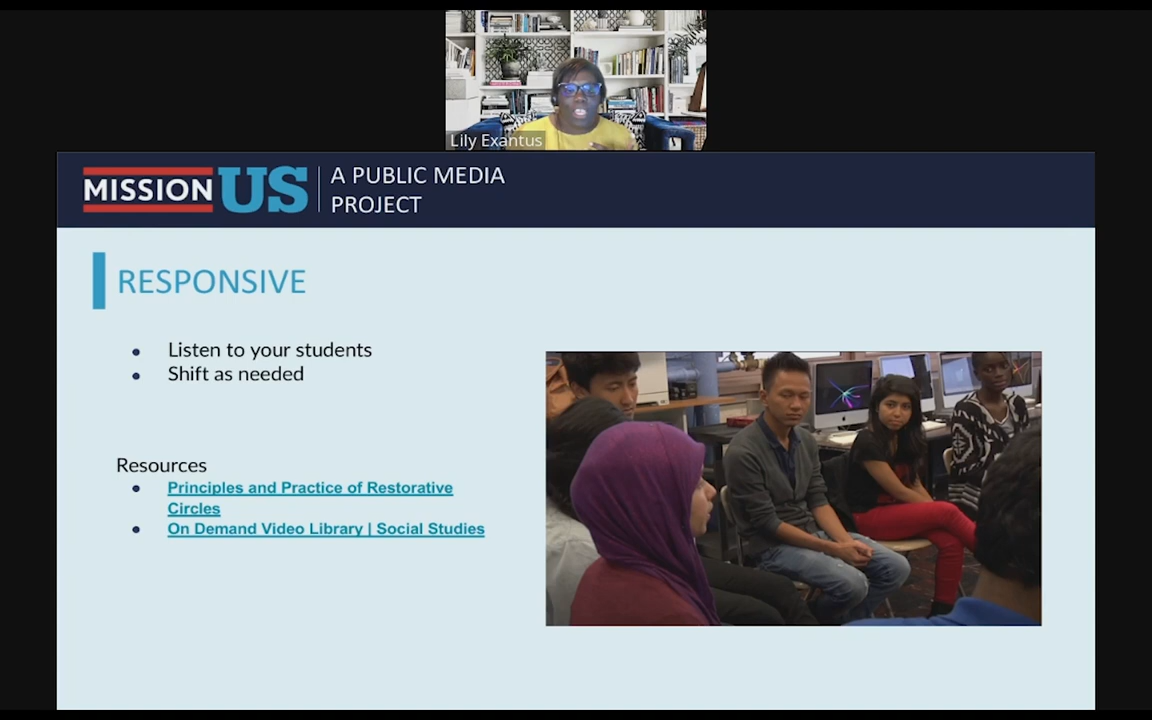 Lily Exantus
MISSION US
A PUBLIC MEDIA
PROJECT
RESPONSIVE
• Listen to your students
• Shift as needed
Resources
• Principles and Practice of Restorative
Circles
• On Demand Video Library | Social Studies